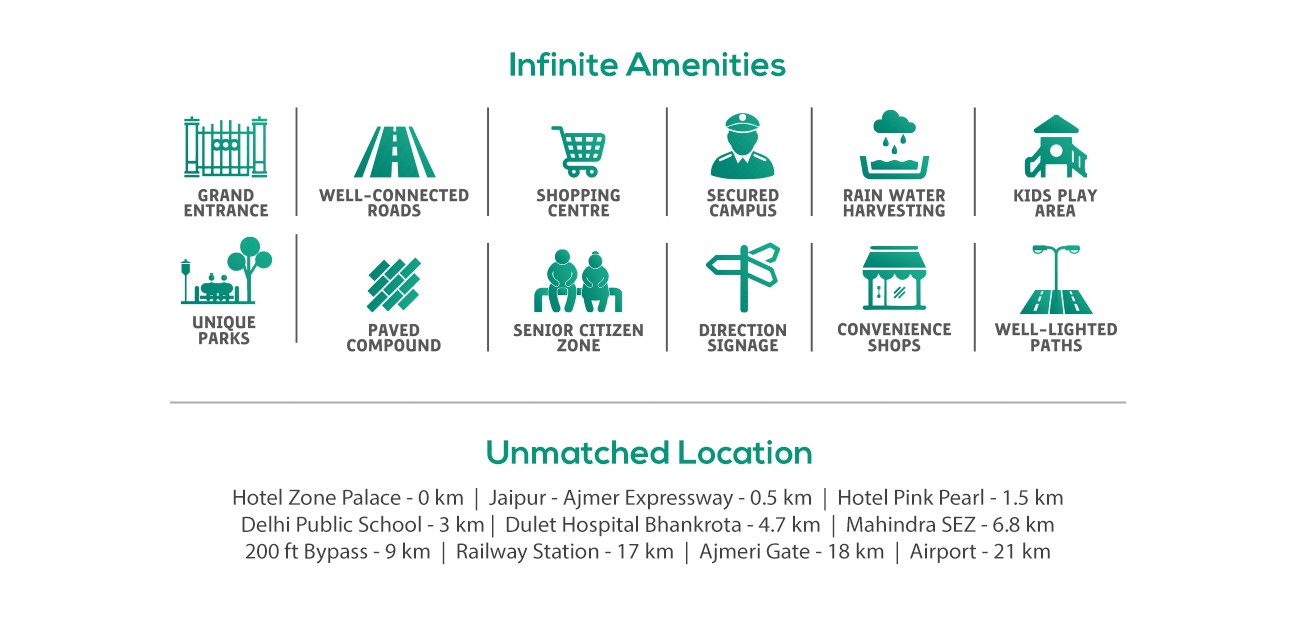 Infinite Amenities
GRAND
ENTRANCE
WELL-CONNECTED
ROADS
SHOPPING
CENTRE
SECURED
CAMPUS
RAIN WATER
HARVESTING
KIDS PLAY
AREA
UNIQUE
PARKS
PAVED
COMPOUND
SENIOR CITIZEN
ZONE
DIRECTION
SIGNAGE
CONVENIENCE
SHOPS
WELL-LIGHTED
PATHS
Unmatched Location
Hotel Zone Palace - 0 km | Jaipur - Ajmer Expressway - 0.5 km | Hotel Pink Pearl - 1.5 km
Delhi Public School - 3 km | Dulet Hospital Bhankrota - 4.7 km | Mahindra SEZ - 6.8 km
200 ft Bypass - 9 km | Railway Station - 17 km | Ajmeri Gate - 18 km | Airport - 21 km